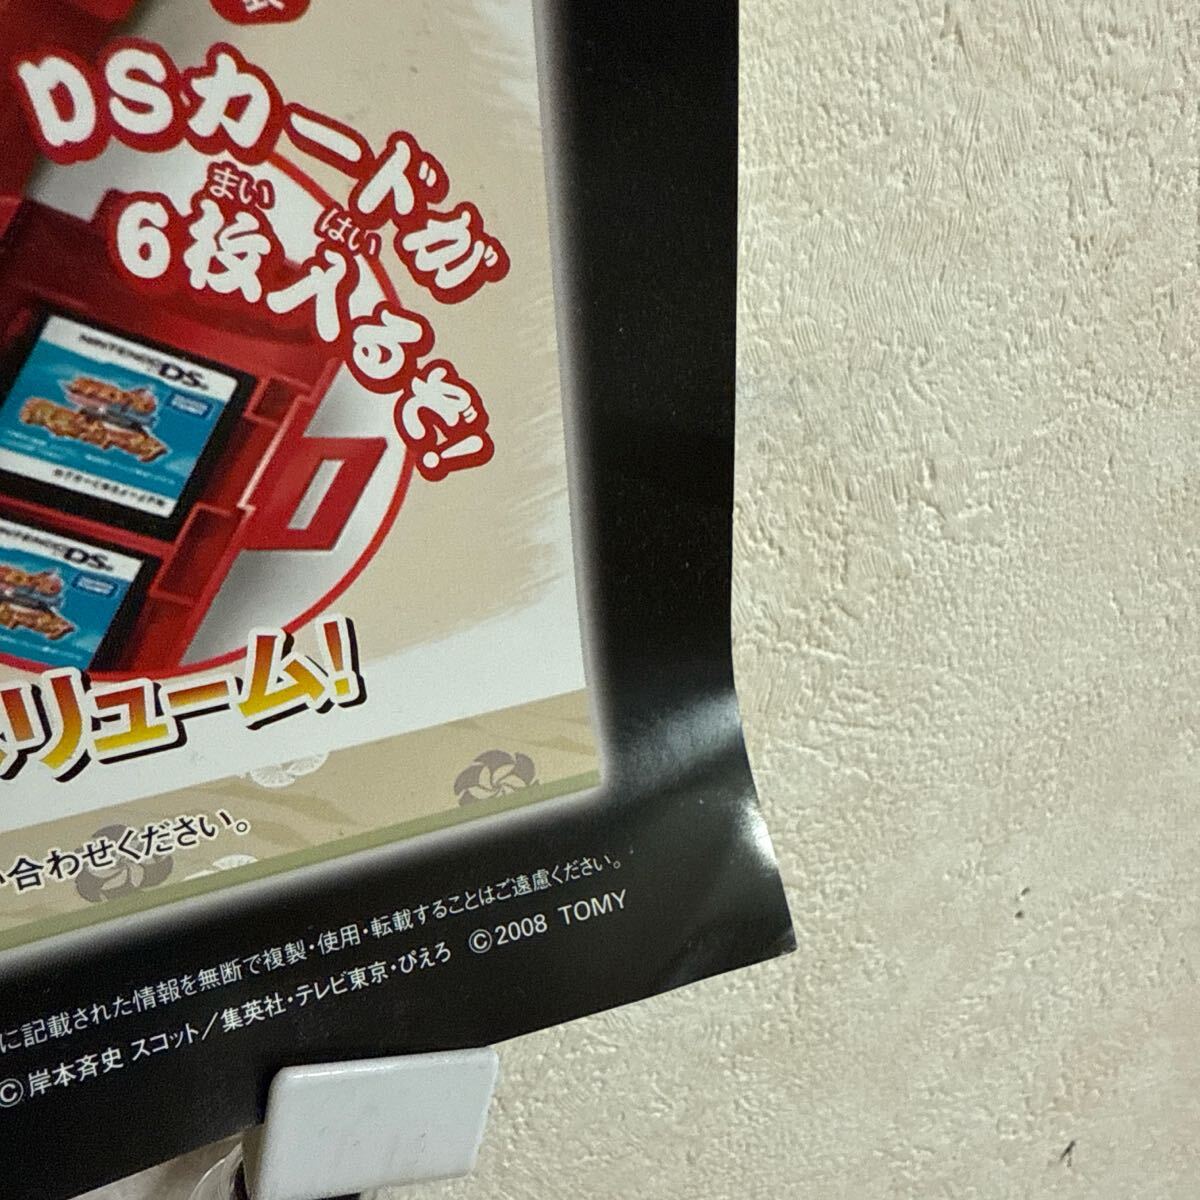 式
DSカードが
まい はい
6枚入るぞ!
NINTENDO DS
NINTENDO DS
リューム!
い合わせください。
に記載された情報を無断で複製・使用・転載することはご遠慮ください。
©岸本斉史 スコット/集英社・テレビ東京・ぴえろ ©2008 TOMY